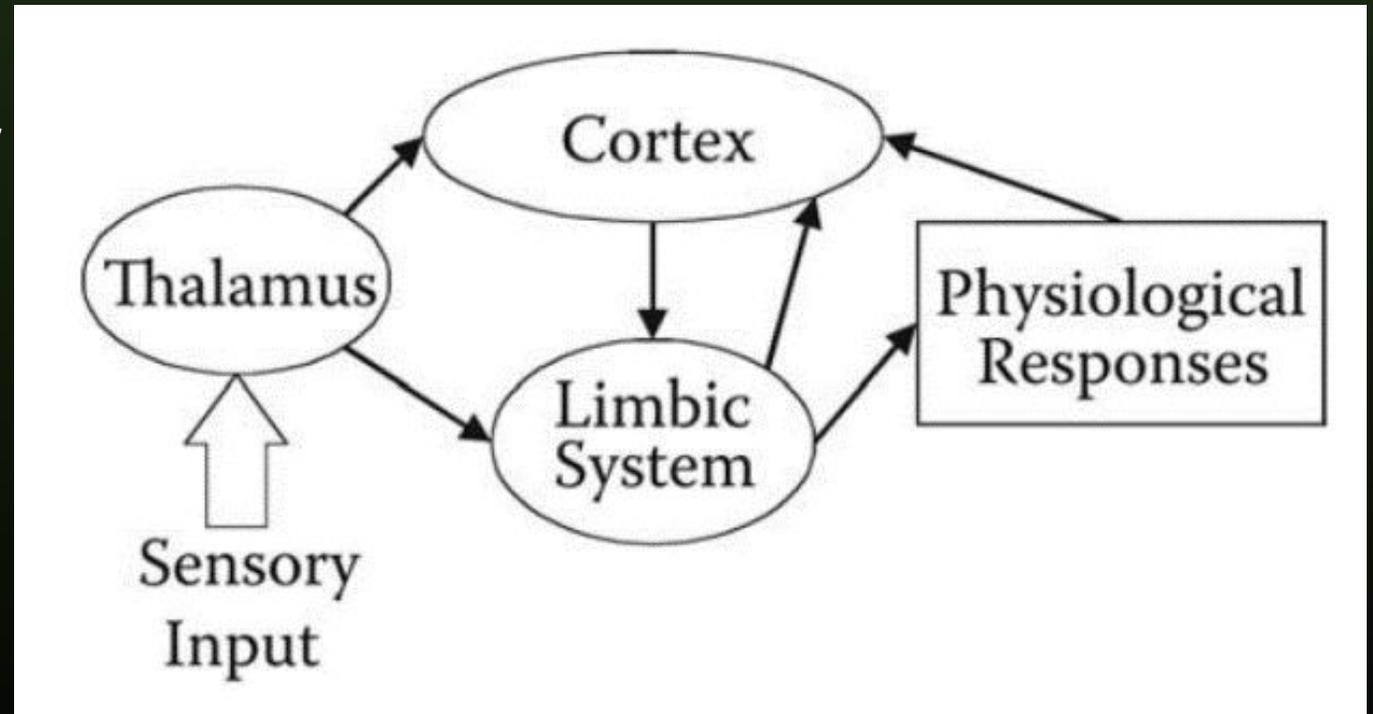 Cortex
Thalamus
Physiological
Responses
Limbic
System
Sensory
Input